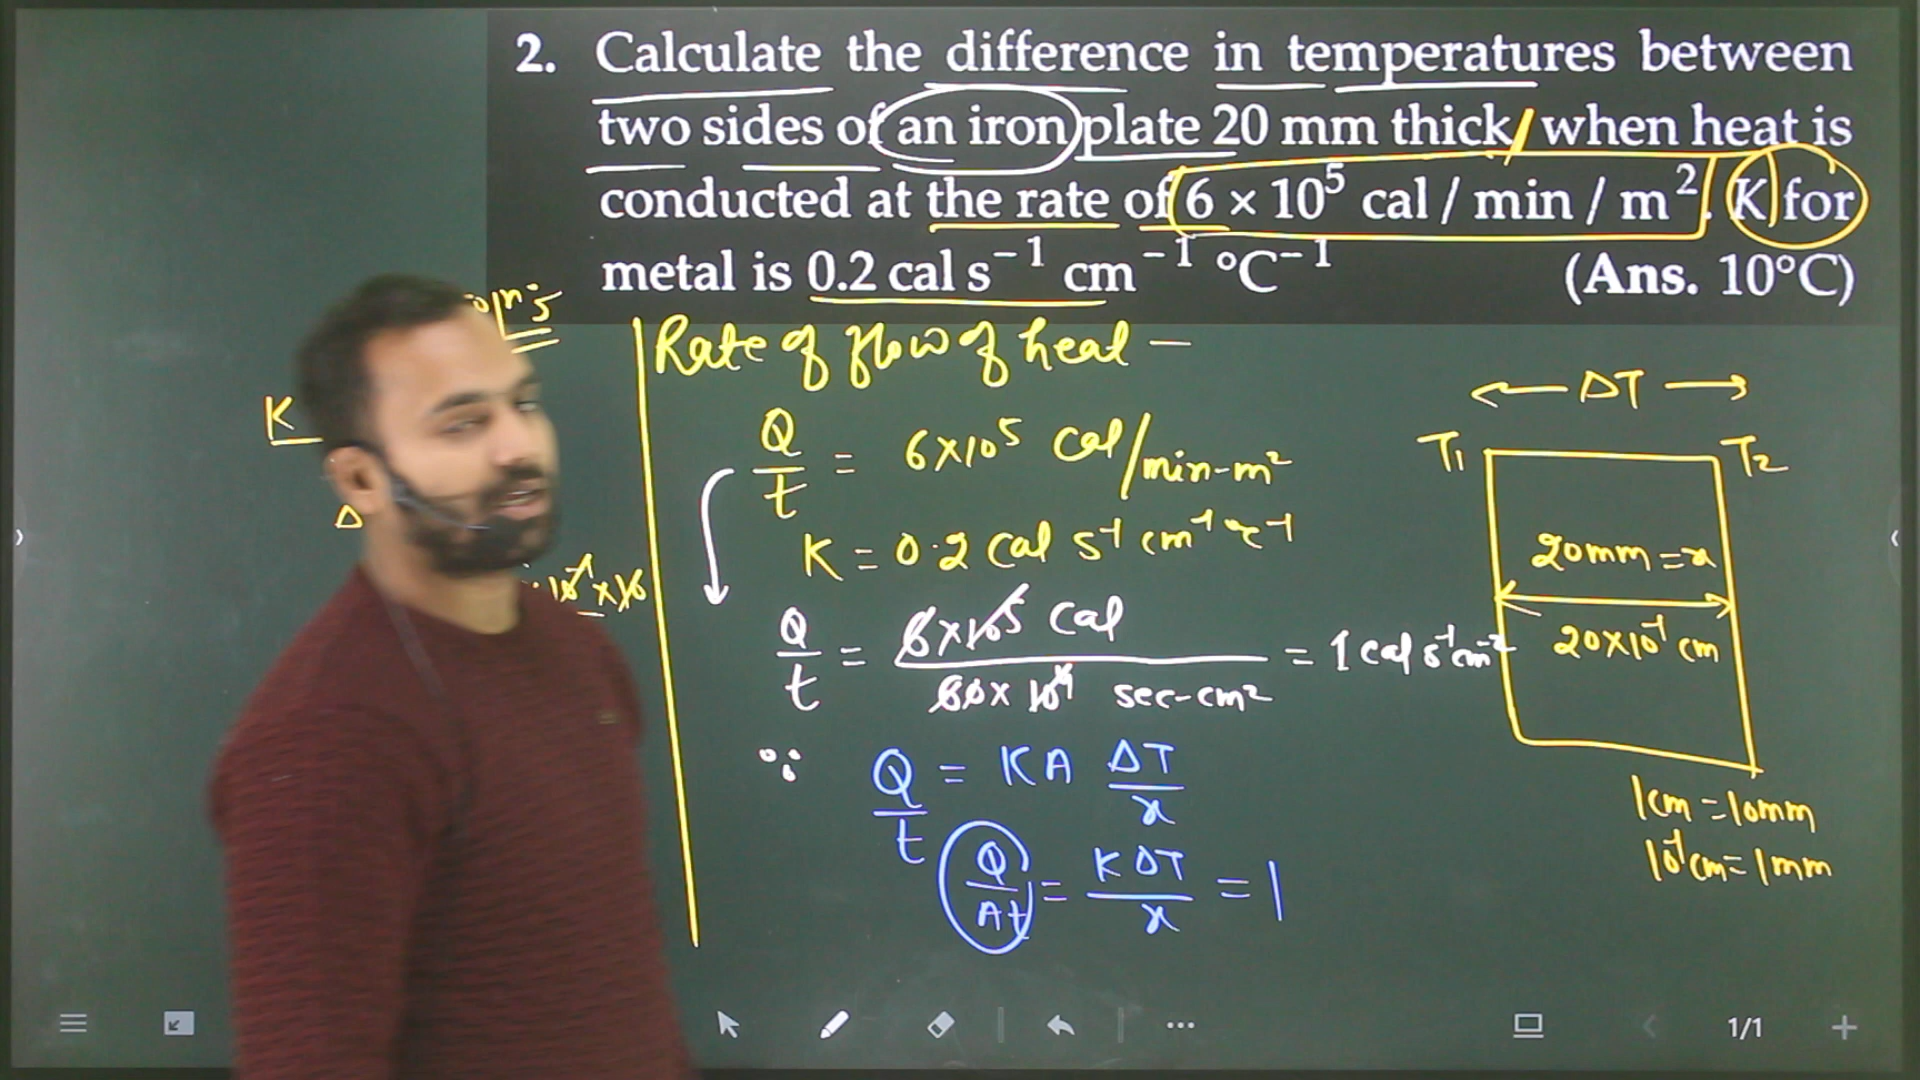 2. Calculate the difference in temperatures between
two sides of an iron plate 20 mm thick, when heat is
conducted at the rate of 6 × 10⁵ cal / min / m². K for
metal is 0.2 cal s⁻¹ cm⁻¹ °C⁻¹ (Ans. 10°C)
Rate of flow of heat —
Q/t = 6×10⁵ Cal/min-m²
K = 0.2 Cal s⁻¹ cm⁻¹ °C⁻¹
Q/t = 6×10⁵ Cal / 60×10⁴ sec-cm² = 1 Cal s⁻¹ cm⁻²
∵ Q/t = KA ΔT/x
Q/At = KΔT/x = 1
K
Δ
ΔT
T₁ T₂
20mm = x
20×10⁻¹ cm
1cm = 10mm
10⁻¹cm = 1mm
1/1